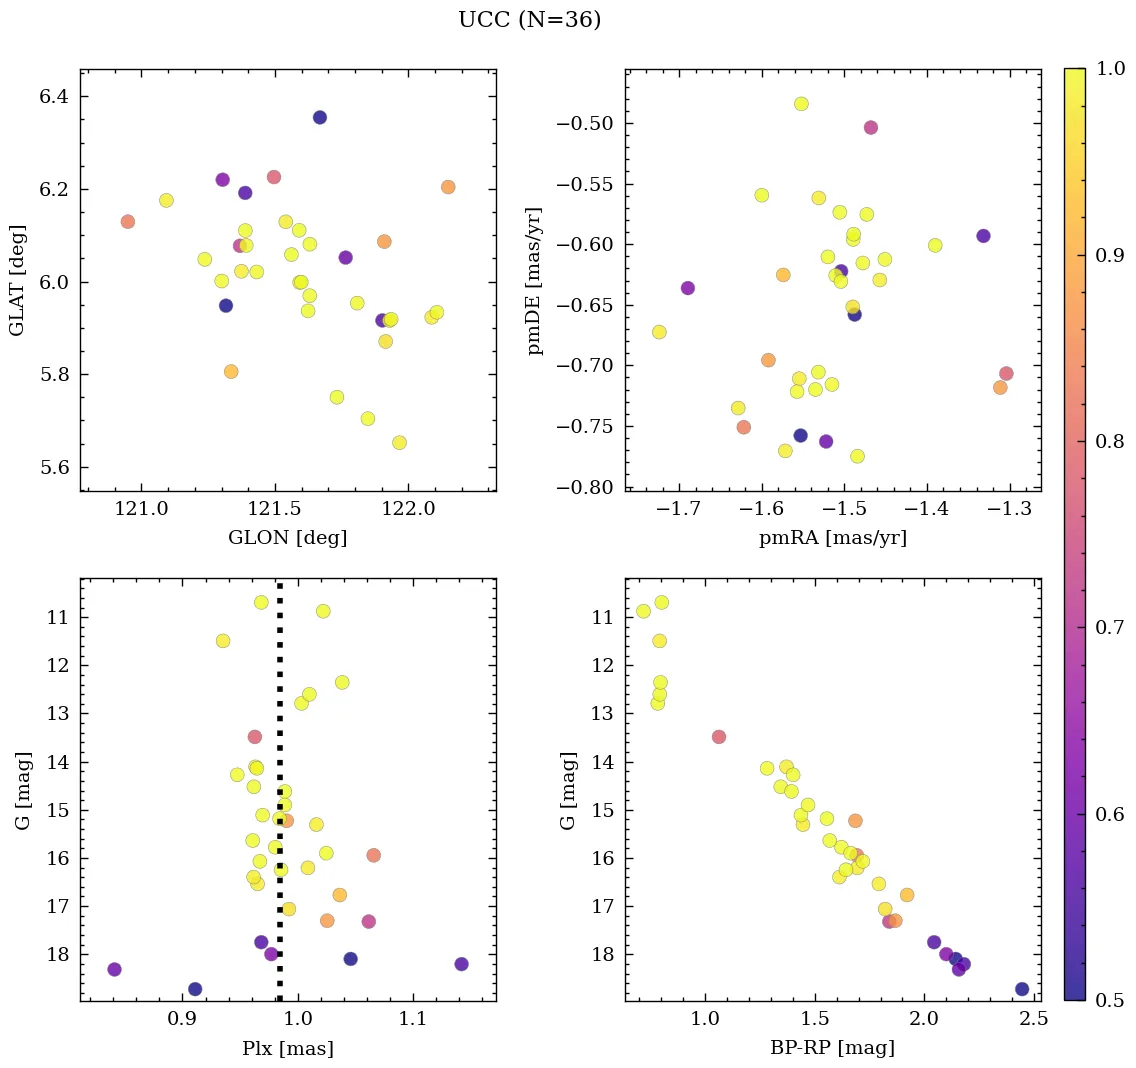 UCC (N=36)
6.4
6.2
6.0
5.8
5.6
GLAT [deg]
121.0 121.5 122.0
GLON [deg]
−0.50
−0.55
−0.60
−0.65
−0.70
−0.75
−0.80
pmDE [mas/yr]
−1.7 −1.6 −1.5 −1.4 −1.3
pmRA [mas/yr]
11
12
13
14
15
16
17
18
G [mag]
0.9 1.0 1.1
Plx [mas]
11
12
13
14
15
16
17
18
G [mag]
1.0 1.5 2.0 2.5
BP-RP [mag]
1.0
0.9
0.8
0.7
0.6
0.5